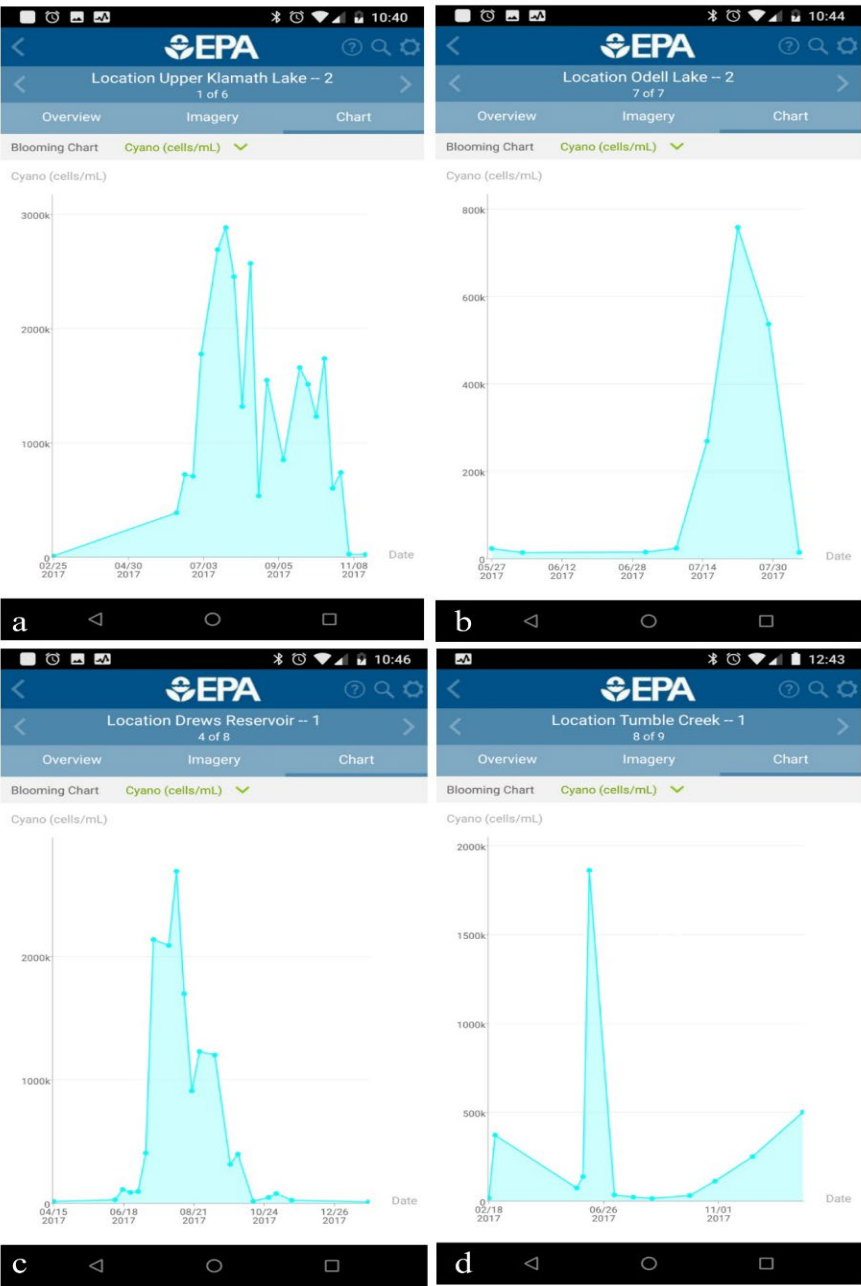 10:40
EPA
Location Upper Klamath Lake -- 2
1 of 6
Overview Imagery Chart
Blooming Chart Cyano (cells/mL)
Cyano (cells/mL)
3000k
2000k
1000k
0
Date
02/25 04/30 07/03 09/05 11/08
2017 2017 2017 2017 2017
a
10:44
EPA
Location Odell Lake -- 2
7 of 7
Overview Imagery Chart
Blooming Chart Cyano (cells/mL)
Cyano (cells/mL)
800k
600k
400k
200k
0
Date
05/27 06/12 06/28 07/14 07/30
2017 2017 2017 2017 2017
b
10:46
EPA
Location Drews Reservoir -- 1
4 of 8
Overview Imagery Chart
Blooming Chart Cyano (cells/mL)
Cyano (cells/mL)
2000k
1000k
0
Date
04/15 06/18 08/21 10/24 12/26
2017 2017 2017 2017 2017
c
12:43
EPA
Location Tumble Creek -- 1
8 of 9
Overview Imagery Chart
Blooming Chart Cyano (cells/mL)
Cyano (cells/mL)
2000k
1500k
1000k
500k
0
Date
02/18 06/26 11/01
2017 2017 2017
d